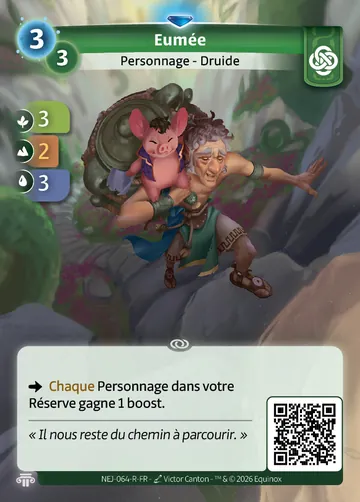 3
3
Eumée
Personnage - Druide
3
2
3
Chaque Personnage dans votre
Réserve gagne 1 boost.
« Il nous reste du chemin à parcourir. »
NEJ-064-R-FR - Victor Canton - ™ & © 2026 Equinox